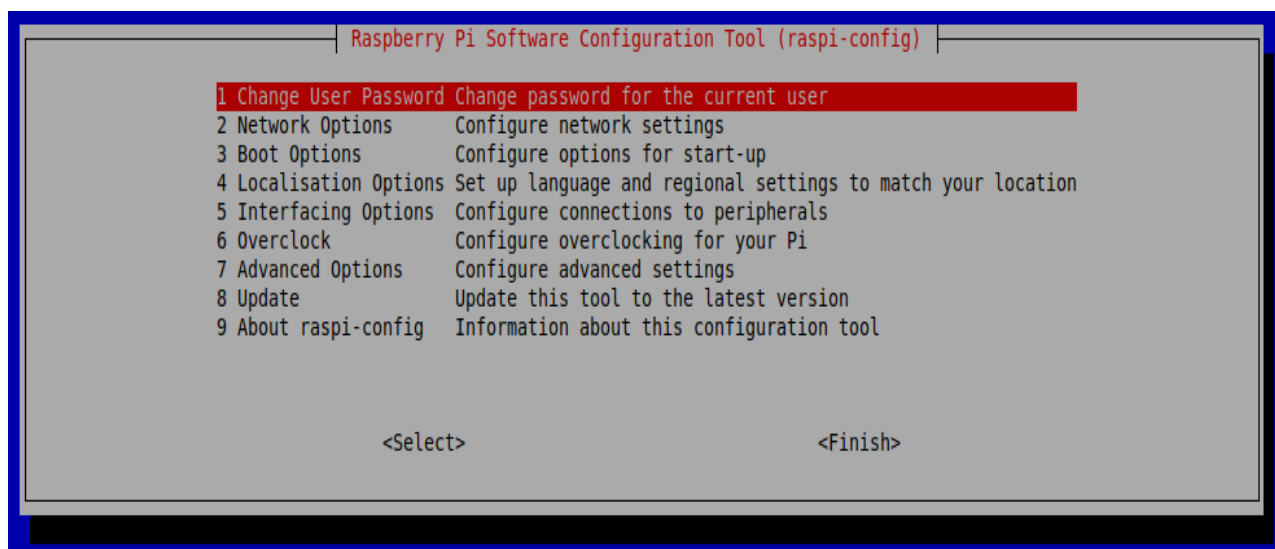 Raspberry Pi Software Configuration Tool (raspi-config)
1 Change User Password Change password for the current user
2 Network Options Configure network settings
3 Boot Options Configure options for start-up
4 Localisation Options Set up language and regional settings to match your location
5 Interfacing Options Configure connections to peripherals
6 Overclock Configure overclocking for your Pi
7 Advanced Options Configure advanced settings
8 Update Update this tool to the latest version
9 About raspi-config Information about this configuration tool
<Select> <Finish>